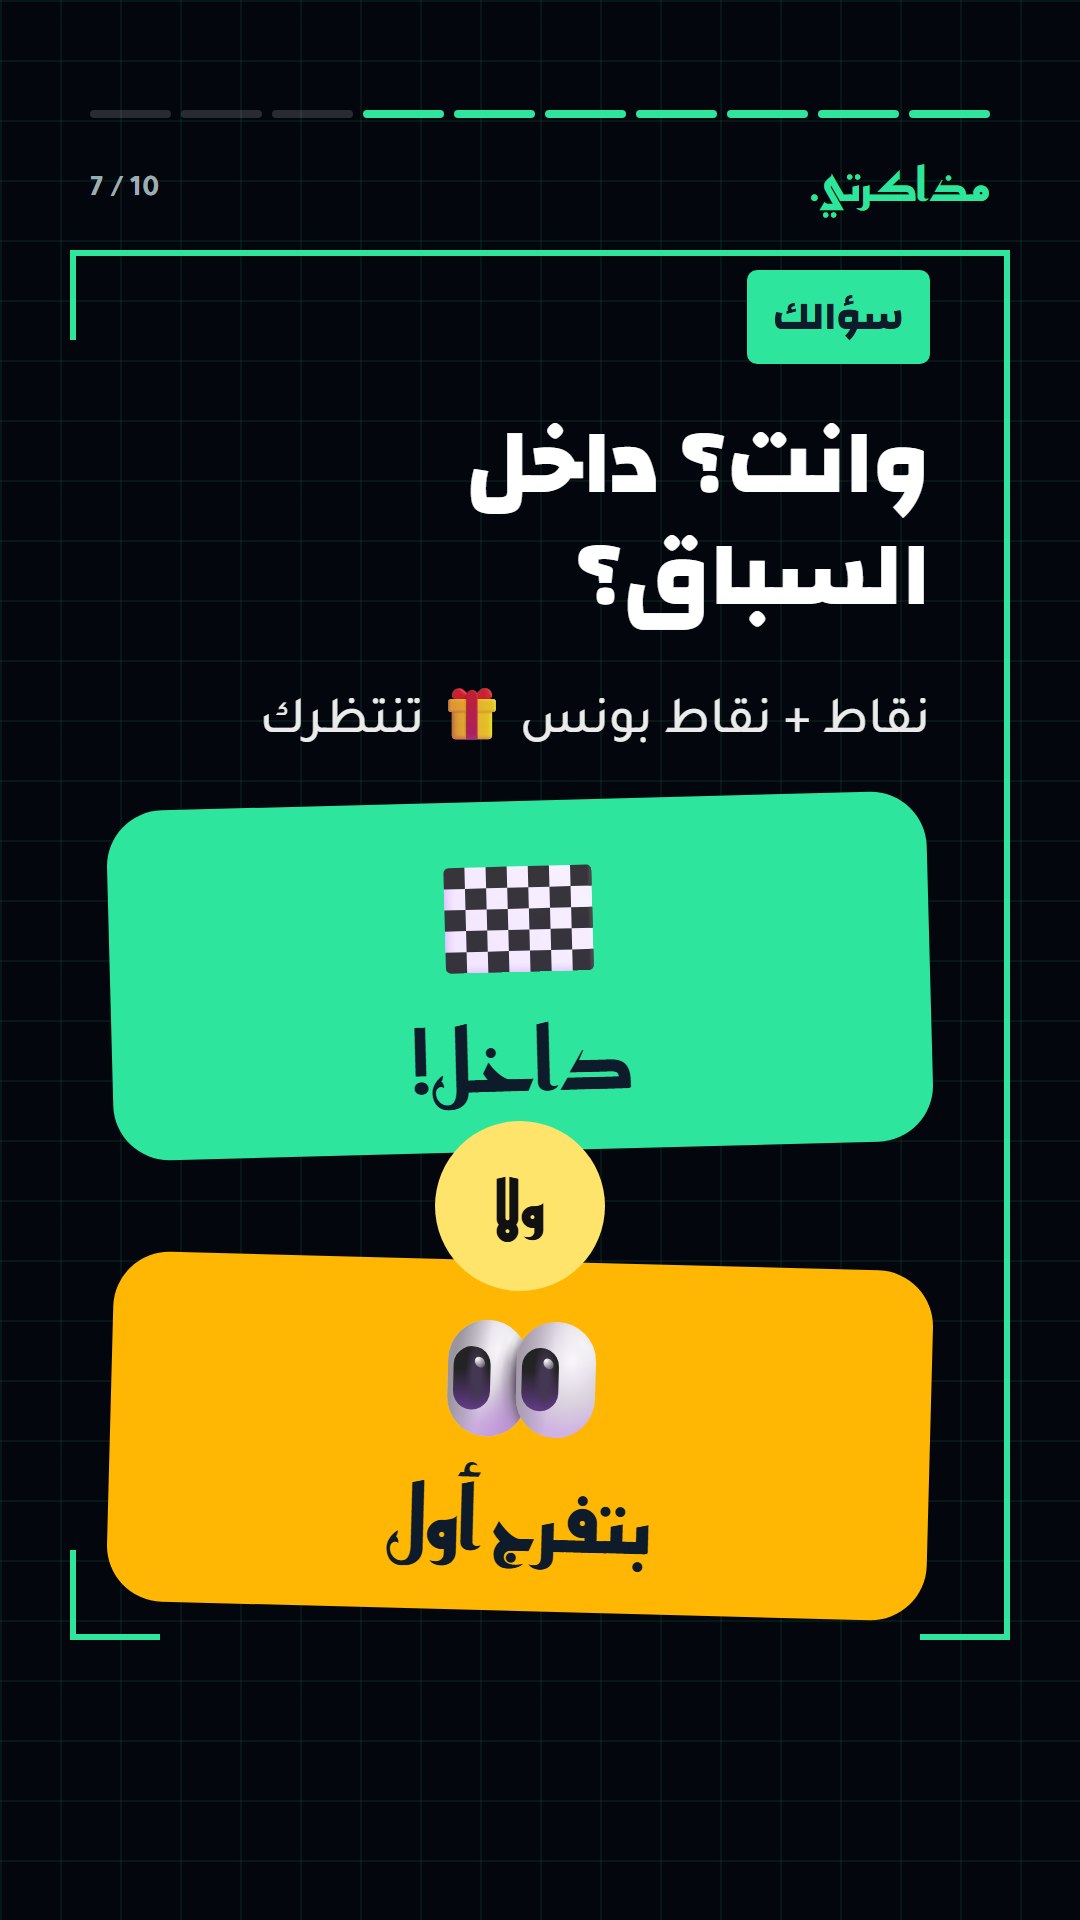 7 / 10
مذاكرتي.
سؤالك
وانت؟ داخل
السباق؟
نقاط + نقاط بونس 🎁 تنتظرك
داخل!
ولا
بتفرج أول